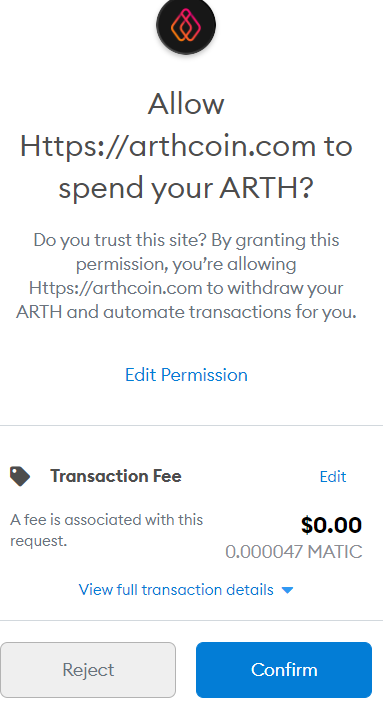 Allow
Https://arthcoin.com to
spend your ARTH?
Do you trust this site? By granting this
permission, you're allowing
Https://arthcoin.com to withdraw your
ARTH and automate transactions for you.
Edit Permission
Transaction Fee
Edit
A fee is associated with this
request.
$0.00
0.000047 MATIC
View full transaction details
Reject
Confirm